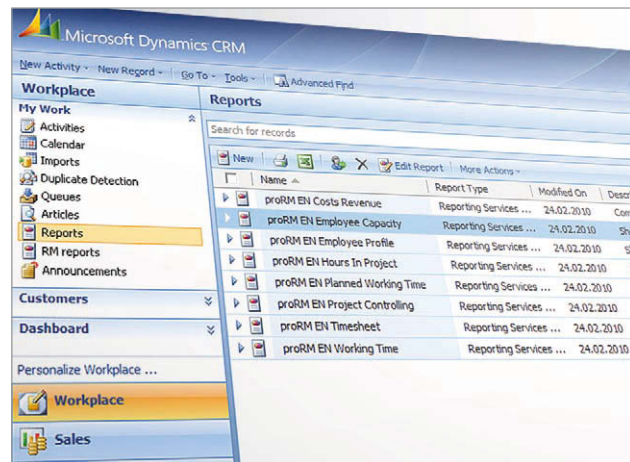 Microsoft Dynamics CRM
New Activity New Record Go To Tools Advanced Find
Workplace
My Work
Activities
Calendar
Imports
Duplicate Detection
Queues
Articles
Reports
RM reports
Announcements
Customers
Dashboard
Personalize Workplace ...
Workplace
Sales
Reports
Search for records
New Edit Report More Actions
Name Report Type Modified On Descr
proRM EN Costs Revenue Reporting Services ... 24.02.2010 Com
proRM EN Employee Capacity Reporting Services ... 24.02.2010 Sh
proRM EN Employee Profile Reporting Services ... 24.02.2010 S
proRM EN Hours In Project Reporting Services ... 24.02.2010
proRM EN Planned Working Time Reporting Services ... 24.02.2010
proRM EN Project Controlling Reporting Services ... 24.02.2010
proRM EN Timesheet Reporting Services ... 24.02.2010
proRM EN Working Time Reporting Services ... 24.02.2010